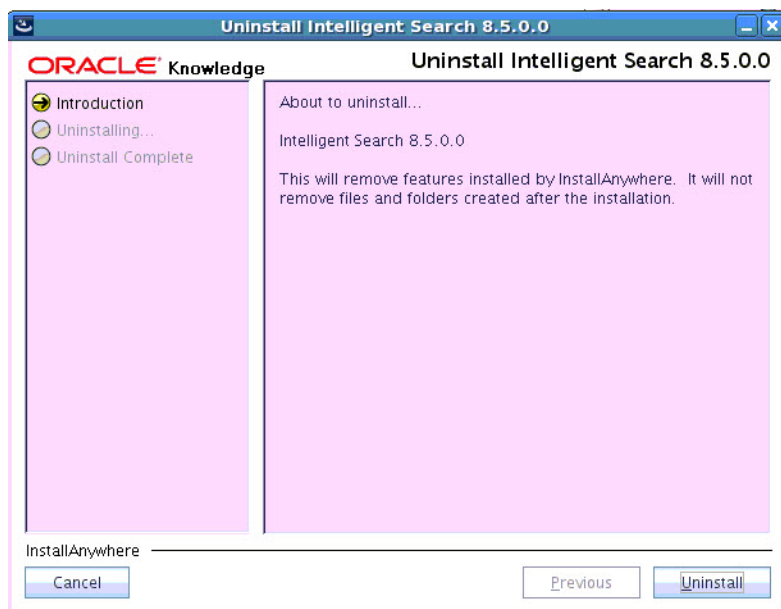 Uninstall Intelligent Search 8.5.0.0
ORACLE Knowledge
Uninstall Intelligent Search 8.5.0.0
Introduction
Uninstalling...
Uninstall Complete
About to uninstall...
Intelligent Search 8.5.0.0
This will remove features installed by InstallAnywhere. It will not
remove files and folders created after the installation.
InstallAnywhere
Cancel
Previous
Uninstall